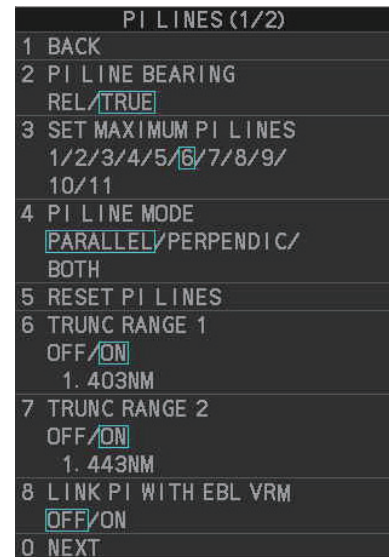 PI LINES (1/2)
1 BACK
2 PI LINE BEARING
REL/TRUE
3 SET MAXIMUM PI LINES
1/2/3/4/5/6/7/8/9/
10/11
4 PI LINE MODE
PARALLEL/PERPENDIC/
BOTH
5 RESET PI LINES
6 TRUNC RANGE 1
OFF/ON
1. 403NM
7 TRUNC RANGE 2
OFF/ON
1. 443NM
8 LINK PI WITH EBL VRM
OFF/ON
0 NEXT